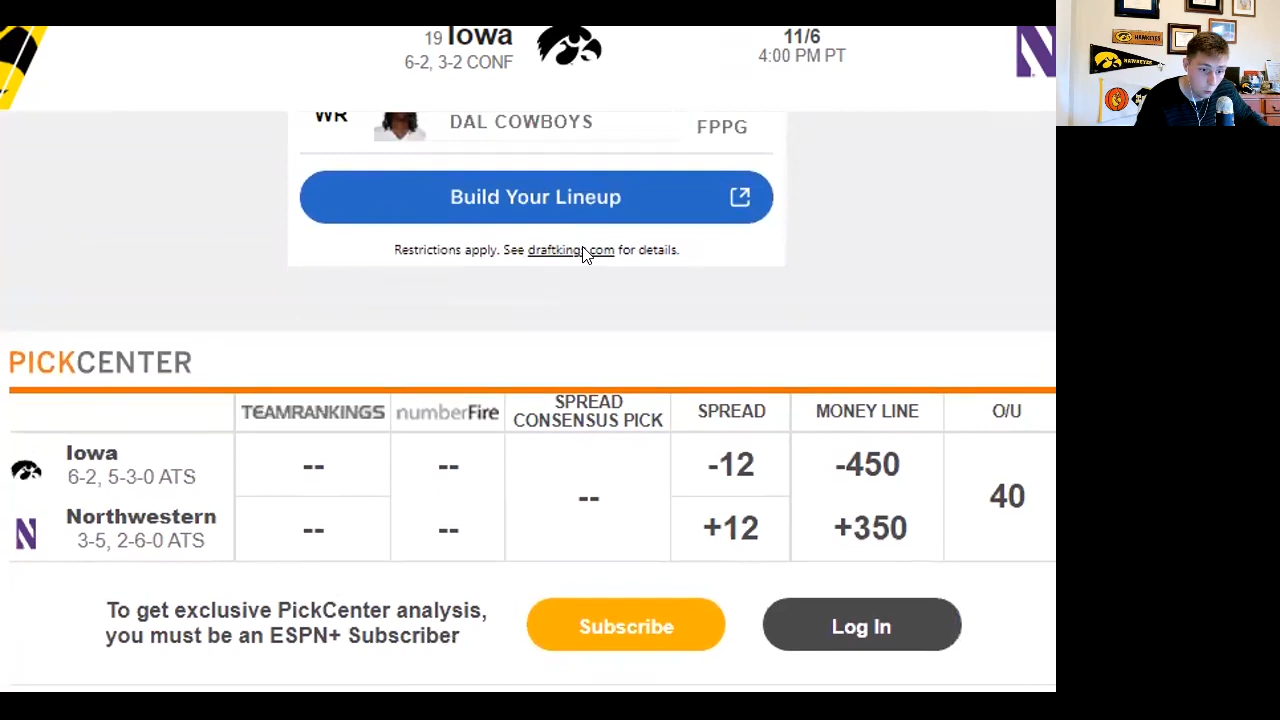 19 Iowa
6-2, 3-2 CONF
11/6
4:00 PM PT
N
HAWKEYES
HAWKEYES
WR
DAL COWBOYS
FPPG
Build Your Lineup
Restrictions apply. See draftkings.com for details.
PICKCENTER
TEAMRANKINGS
numberFire
SPREAD
CONSENSUS PICK
SPREAD
MONEY LINE
O/U
Iowa
6-2, 5-3-0 ATS
--
--
--
-12
-450
40
N
Northwestern
3-5, 2-6-0 ATS
--
--
+12
+350
To get exclusive PickCenter analysis,
you must be an ESPN+ Subscriber
Subscribe
Log In